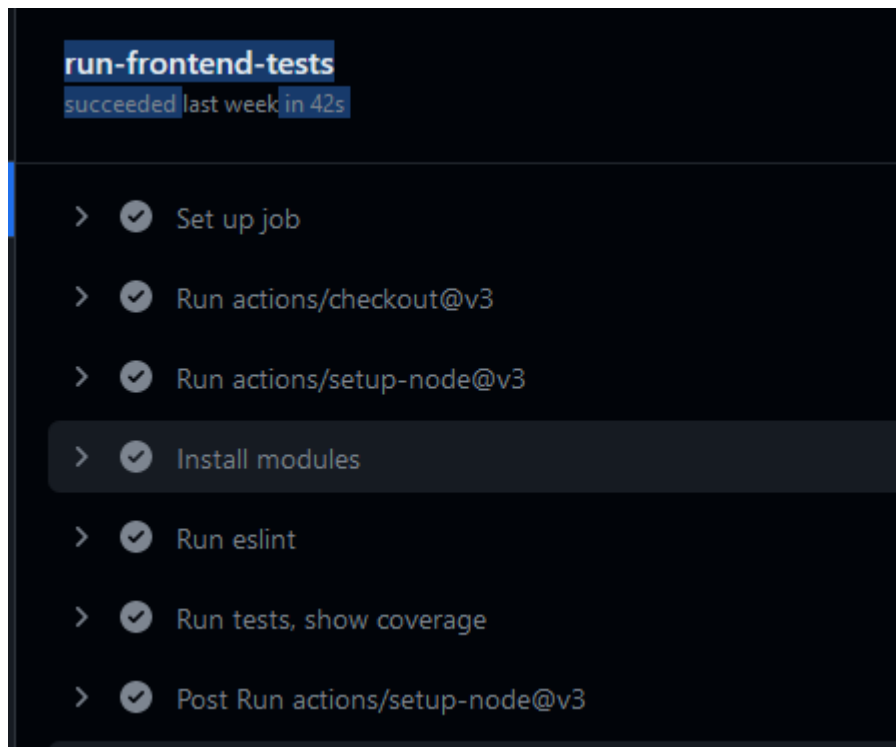 run-frontend-tests
succeeded last week in 42s
Set up job
Run actions/checkout@v3
Run actions/setup-node@v3
Install modules
Run eslint
Run tests, show coverage
Post Run actions/setup-node@v3